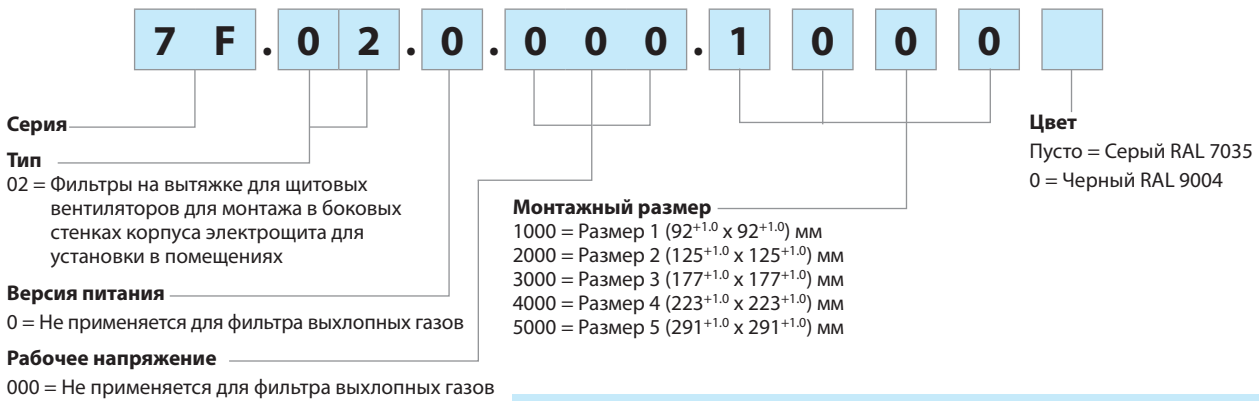 7 F . 0 2 . 0 . 0 0 0 . 1 0 0 0
Серия
Тип
02 = Фильтры на вытяжке для щитовых
вентиляторов для монтажа в боковых
стенках корпуса электрощита для
установки в помещениях
Версия питания
0 = Не применяется для фильтра выхлопных газов
Рабочее напряжение
000 = Не применяется для фильтра выхлопных газов
Монтажный размер
1000 = Размер 1 (92+1.0 x 92+1.0) мм
2000 = Размер 2 (125+1.0 x 125+1.0) мм
3000 = Размер 3 (177+1.0 x 177+1.0) мм
4000 = Размер 4 (223+1.0 x 223+1.0) мм
5000 = Размер 5 (291+1.0 x 291+1.0) мм
Цвет
Пусто = Серый RAL 7035
0 = Черный RAL 9004